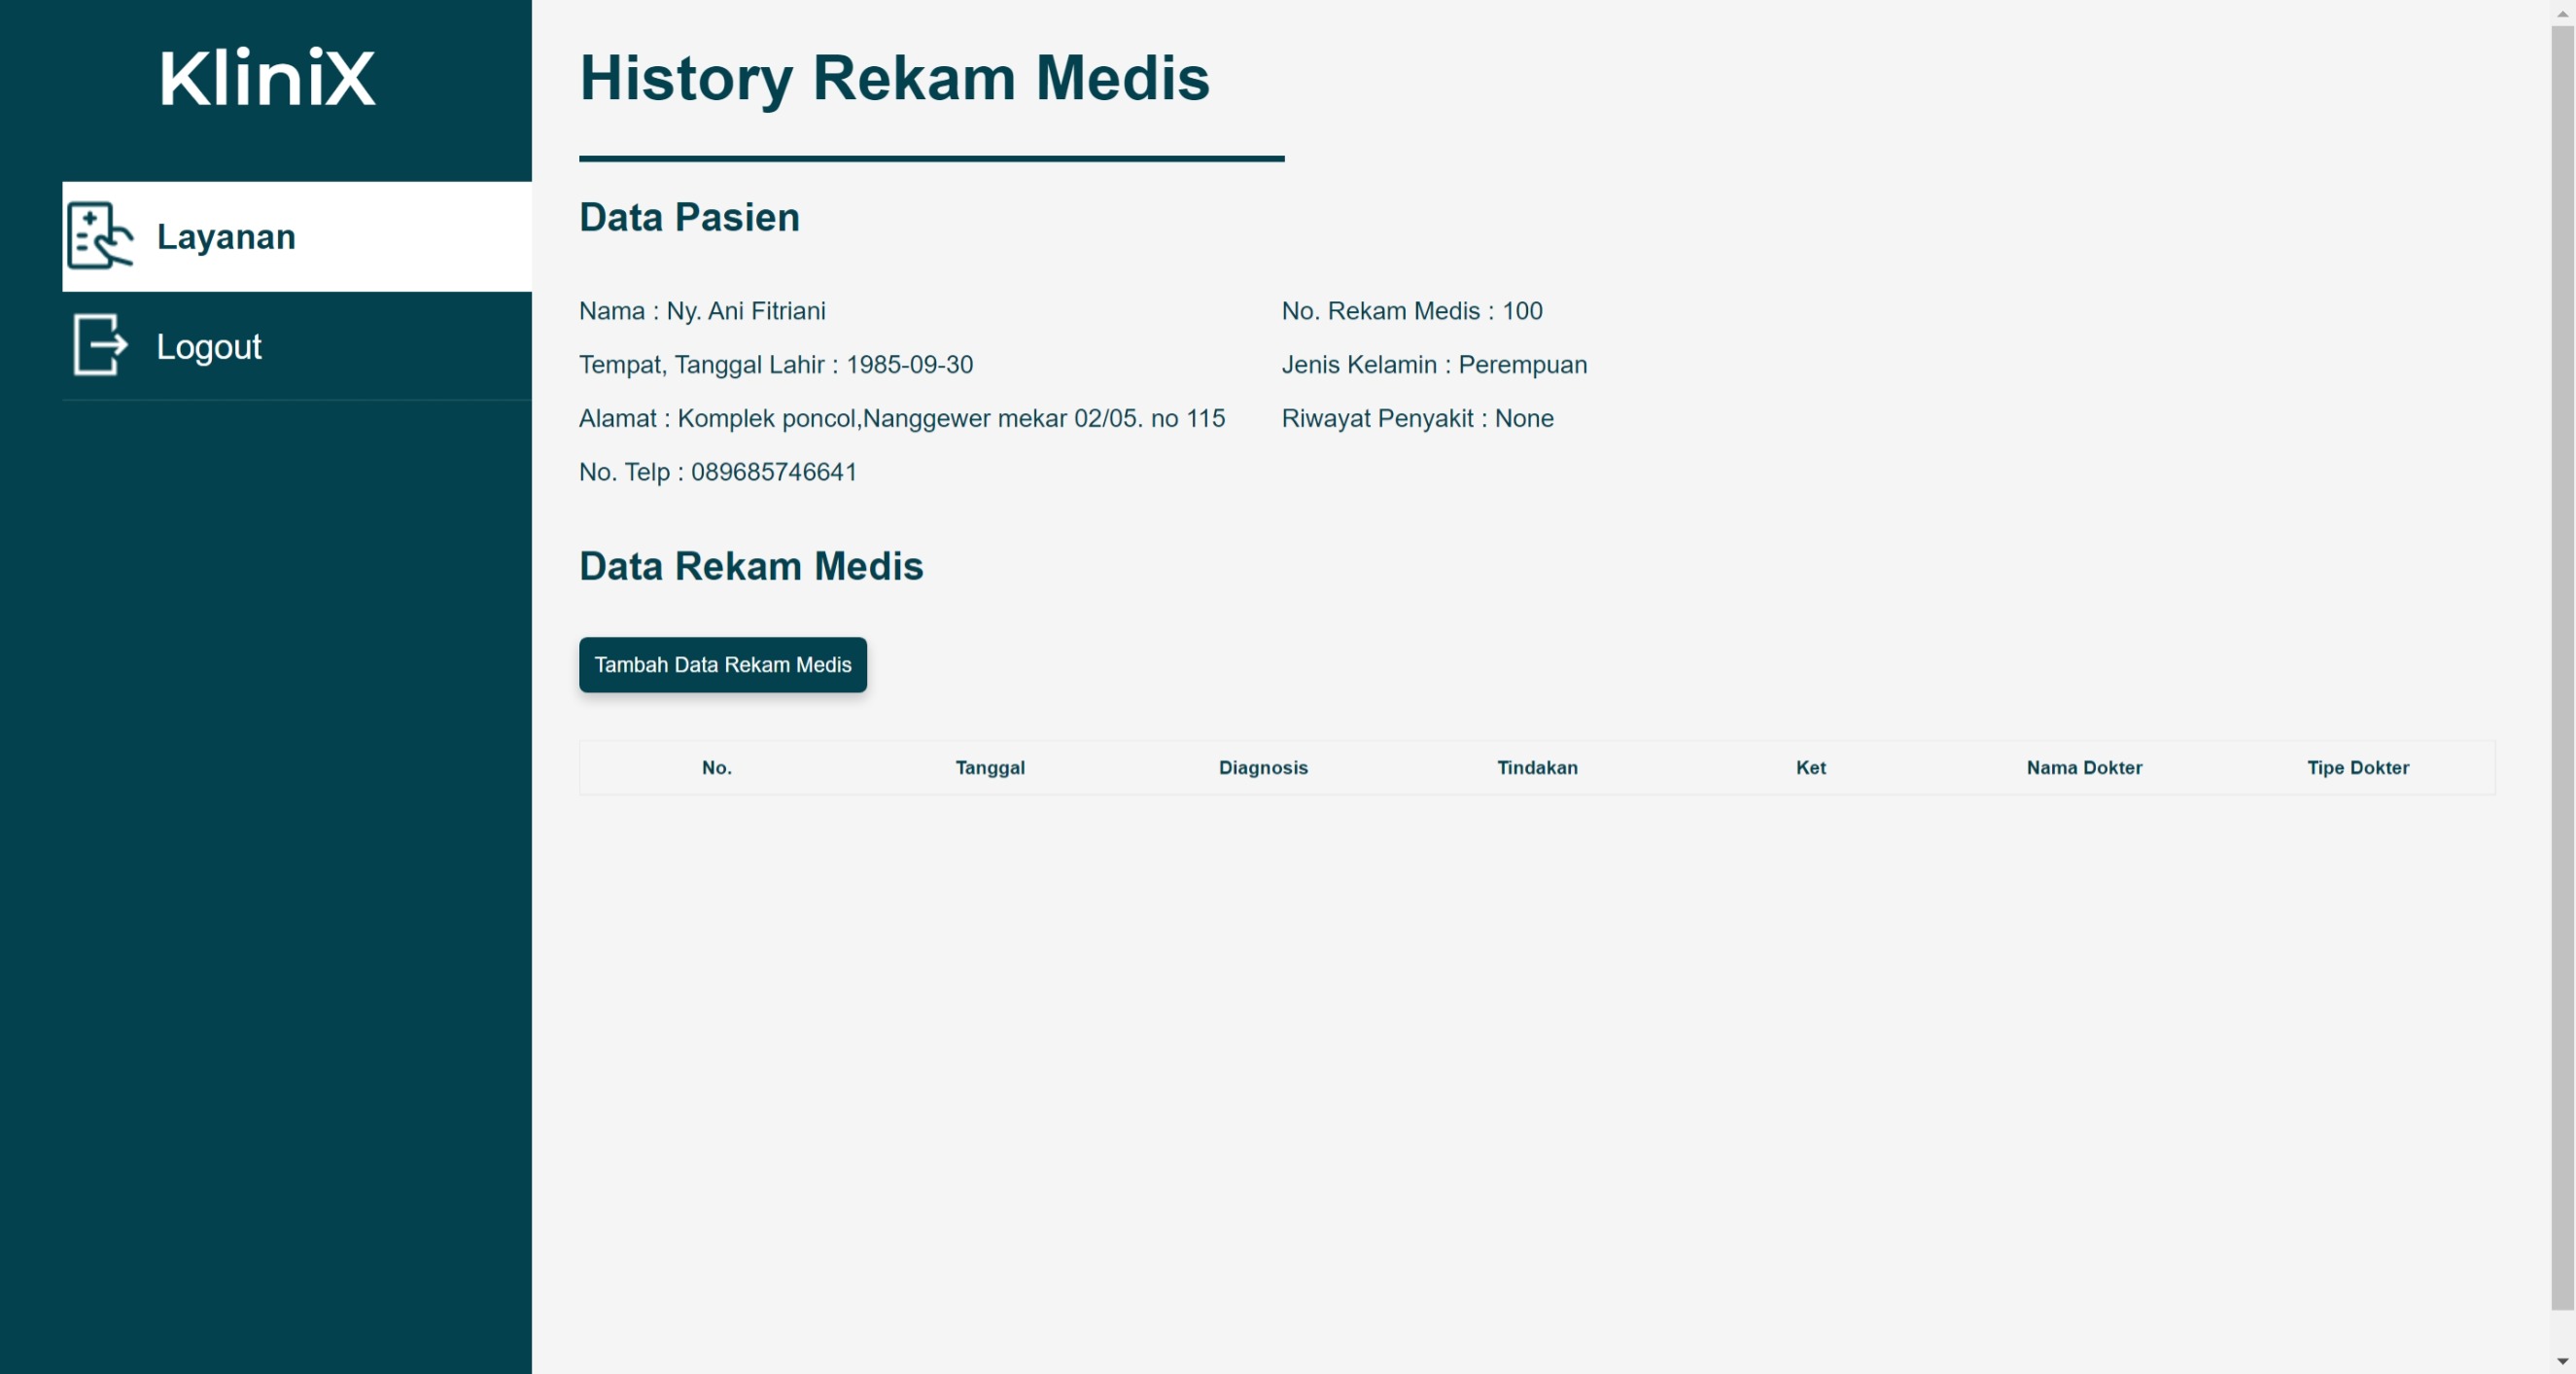 KliniX
Layanan
Logout
History Rekam Medis
Data Pasien
Nama : Ny. Ani Fitriani
No. Rekam Medis : 100
Tempat, Tanggal Lahir : 1985-09-30
Jenis Kelamin : Perempuan
Alamat : Komplek poncol,Nanggewer mekar 02/05. no 115
Riwayat Penyakit : None
No. Telp : 089685746641
Data Rekam Medis
Tambah Data Rekam Medis
No. Tanggal Diagnosis Tindakan Ket Nama Dokter Tipe Dokter